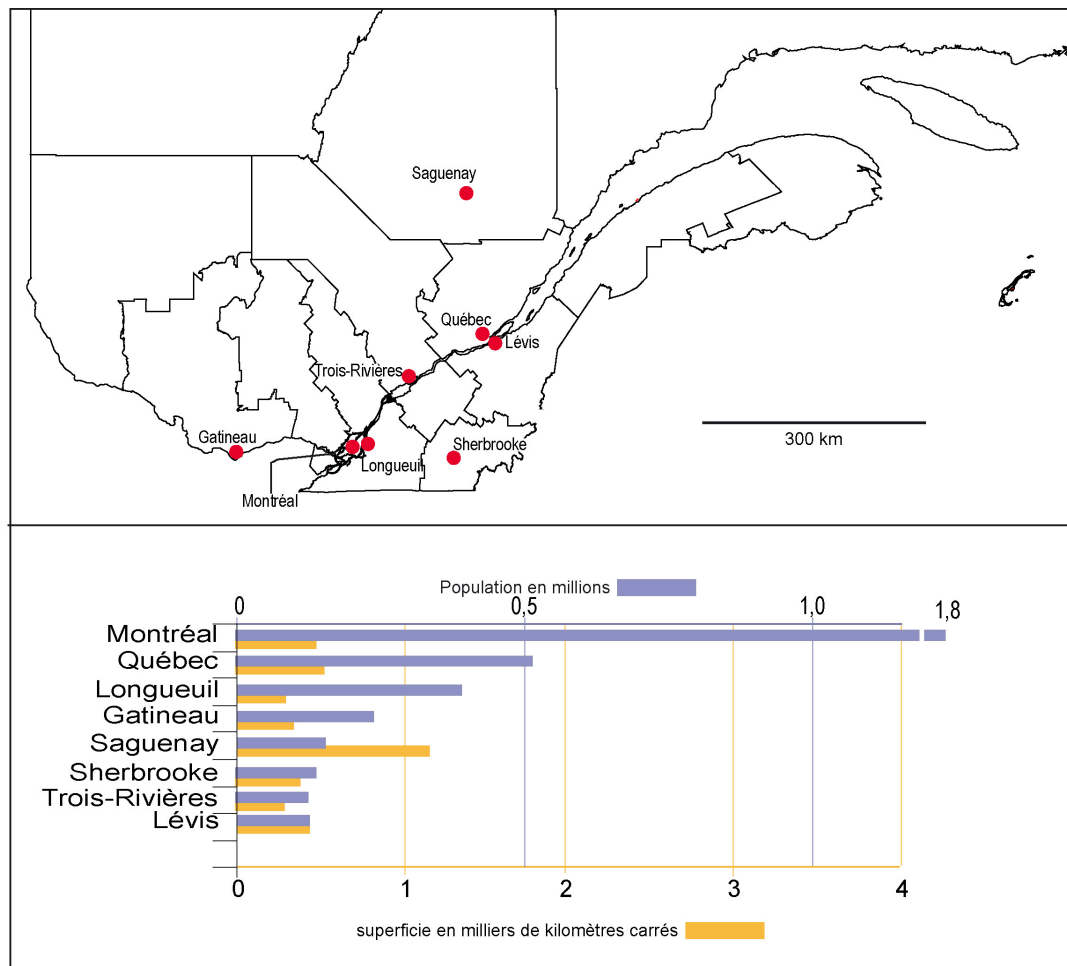 Saguenay
Québec
Lévis
Trois-Rivières
Gatineau
Sherbrooke
Longueuil
Montréal
300 km
Population en millions
0 0,5 1,0 1,8
Montréal
Québec
Longueuil
Gatineau
Saguenay
Sherbrooke
Trois-Rivières
Lévis
0 1 2 3 4
superficie en milliers de kilomètres carrés